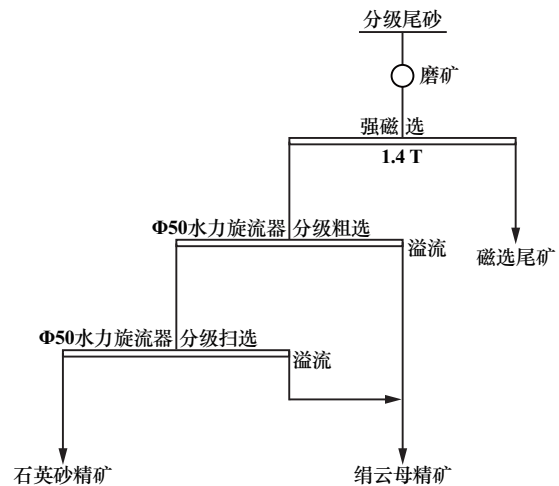 分级尾砂
磨矿
强磁选
1.4 T
Φ50水力旋流器分级粗选
溢流
磁选尾矿
Φ50水力旋流器分级扫选
溢流
石英砂精矿
绢云母精矿